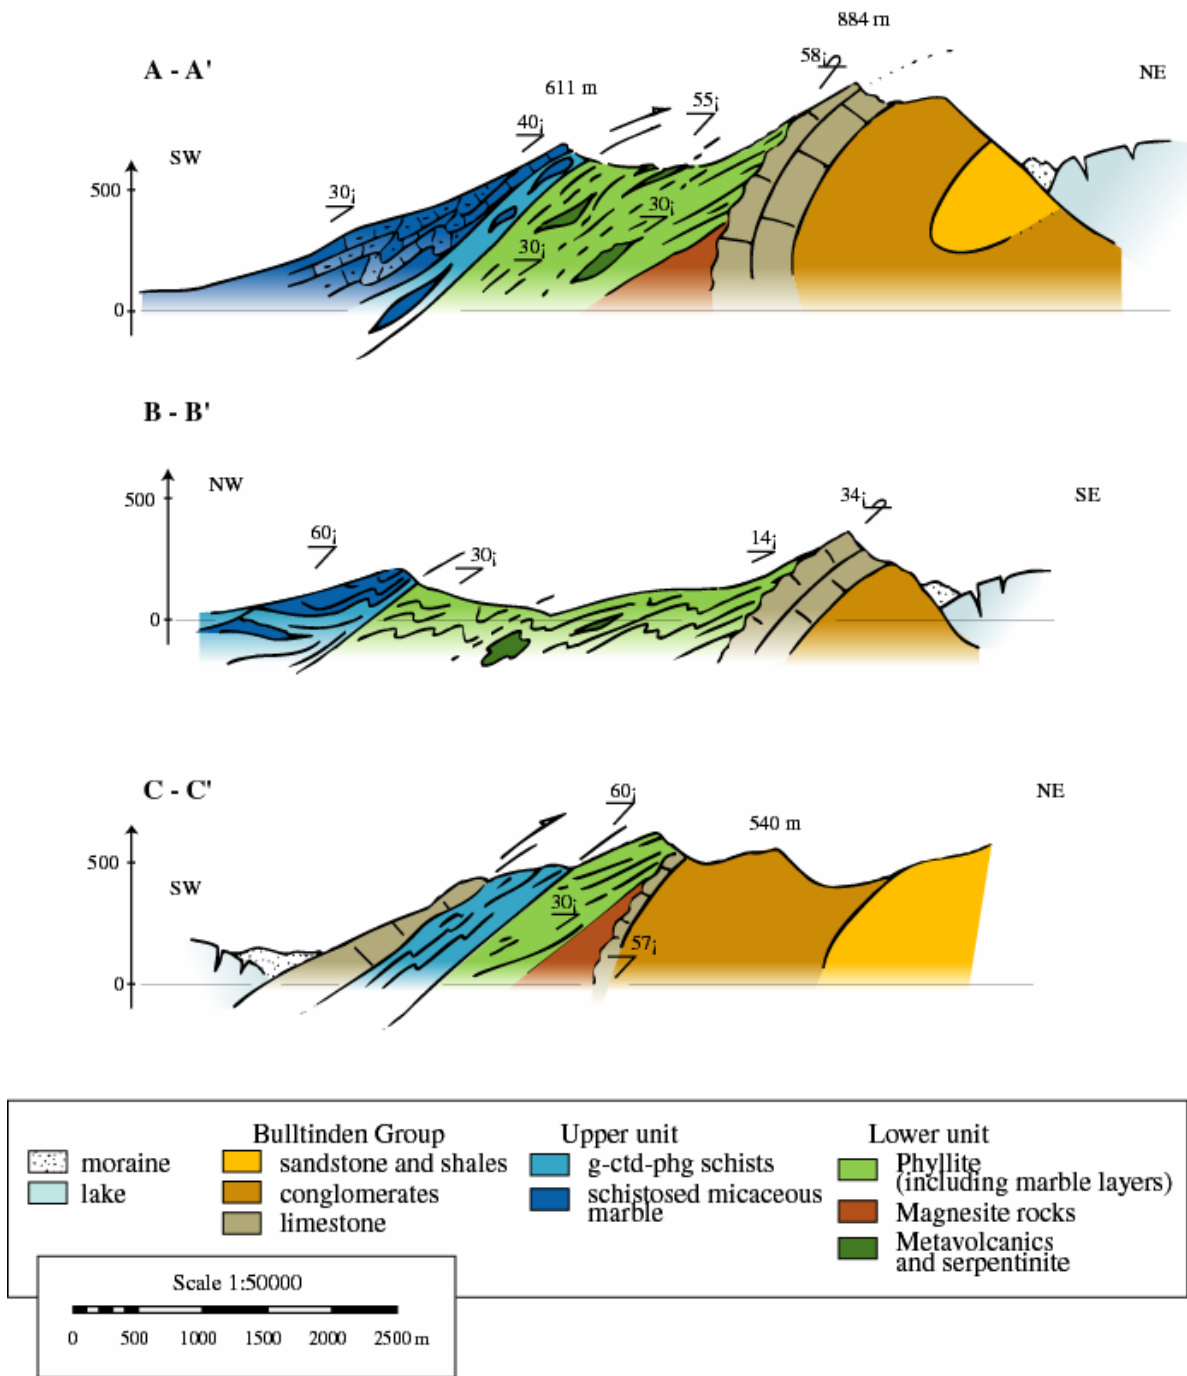 884 m
A - A'
58¡
NE
611 m
55¡
40¡
SW
500
30¡
30¡
30¡
0
B - B'
NW
SE
500
34¡
60¡
14¡
30¡
0
C - C'
60¡
NE
540 m
500
SW
30¡
57¡
0
Bulltinden Group
Upper unit
Lower unit
moraine
sandstone and shales
g-ctd-phg schists
Phyllite
(including marble layers)
lake
conglomerates
schistosed micaceous
marble
limestone
Magnesite rocks
Metavolcanics
and serpentinite
Scale 1:50000
0 500 1000 1500 2000 2500 m